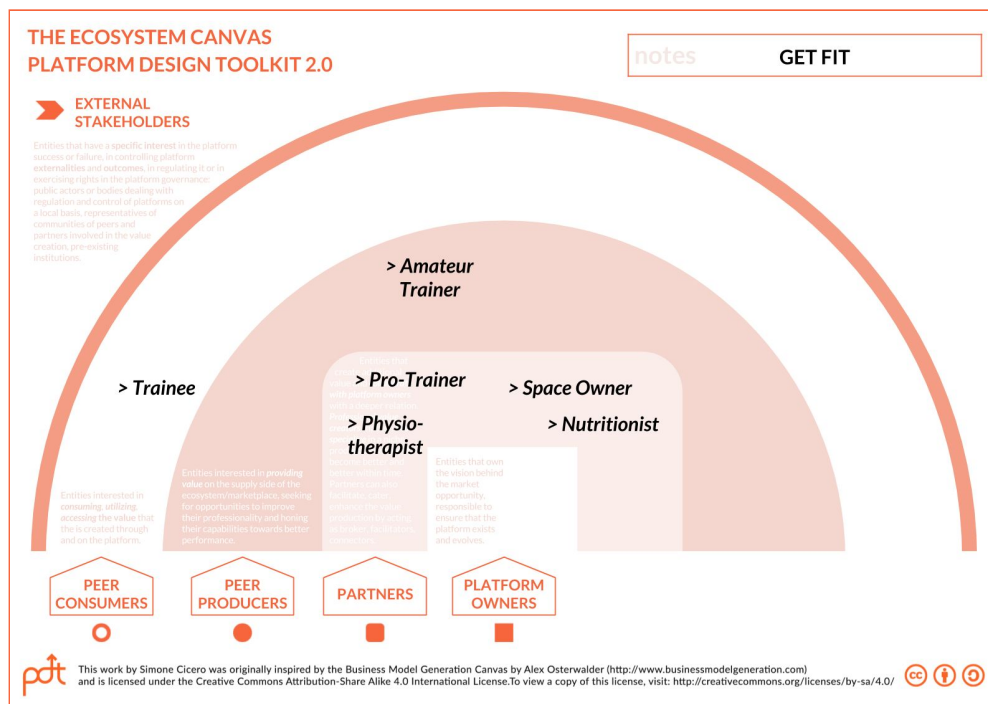 THE ECOSYSTEM CANVAS
PLATFORM DESIGN TOOLKIT 2.0
notes
GET FIT
EXTERNAL
STAKEHOLDERS
Entities that have a specific interest in the platform
success or failure, in controlling platform
externalities and outcomes, in regulating it or in
exercising rights in the platform governance:
public actors or bodies dealing with
regulation and control of platforms on
a local basis, representatives of
communities of peers and
partners involved in the value
creation, pre-existing
institutions.
> Amateur
Trainer
> Trainee
> Pro-Trainer
> Space Owner
> Physio-
therapist
> Nutritionist
Entities interested in
consuming, utilizing,
accessing the value that
the is created through
and on the platform.
Entities interested in providing
value on the supply side of the
ecosystem/marketplace, seeking
for opportunities to improve
their professionality and honing
their capabilities towards better
performance.
Entities that own
the vision behind
the market
opportunity,
responsible to
ensure that the
platform exists
and evolves.
PEER
CONSUMERS
PEER
PRODUCERS
PARTNERS
PLATFORM
OWNERS
pdt
This work by Simone Cicero was originally inspired by the Business Model Generation Canvas by Alex Osterwalder (http://www.businessmodelgeneration.com)
and is licensed under the Creative Commons Attribution-Share Alike 4.0 International License.To view a copy of this license, visit: http://creativecommons.org/licenses/by-sa/4.0/
cc